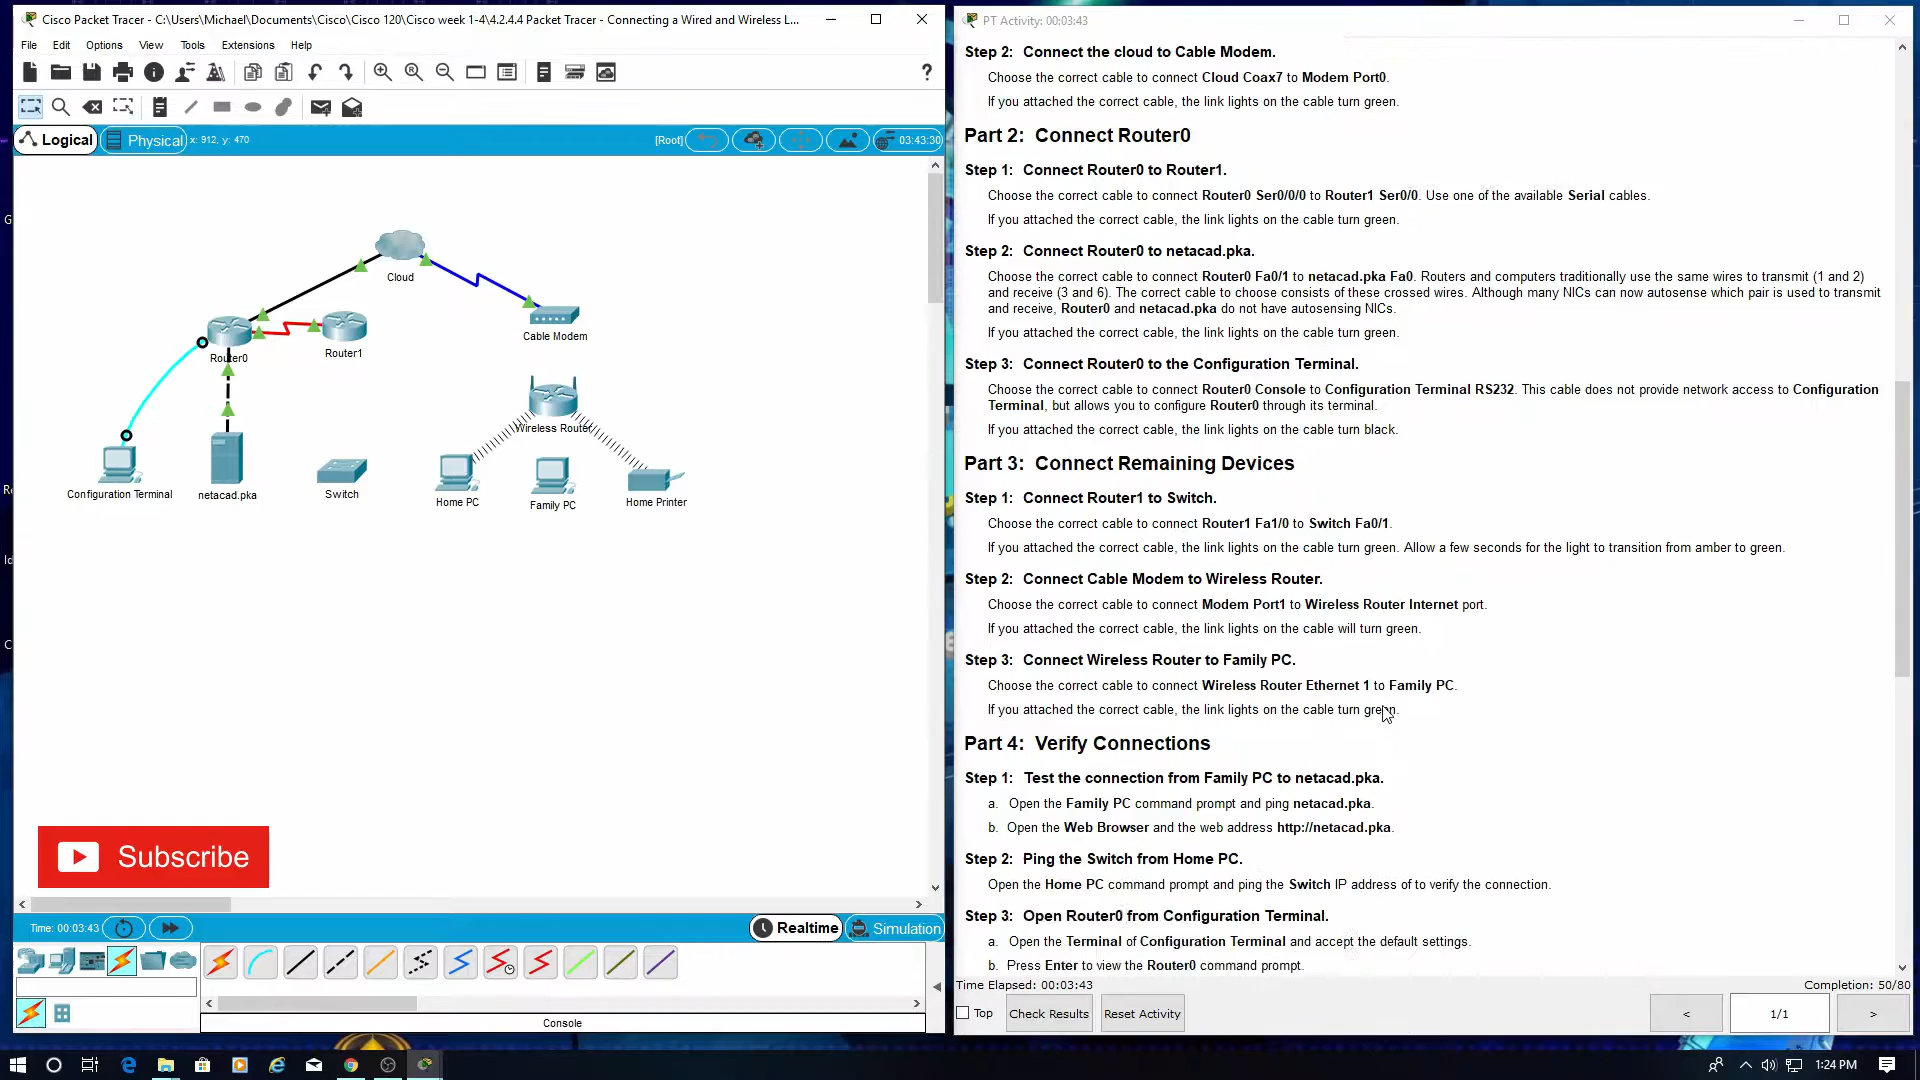 Cisco Packet Tracer - C:\Users\Michael\Documents\Cisco\Cisco 120\Cisco week 1-4\4.2.4.4 Packet Tracer - Connecting a Wired and Wireless L...
File Edit Options View Tools Extensions Help
Logical Physical x: 912, y: 470 [Root] 03:43:30
Cloud
Cable Modem
Router0
Router1
Wireless Router
Configuration Terminal
netacad.pka
Switch
Home PC
Family PC
Home Printer
Subscribe
Time: 00:03:43 Realtime Simulation
Console
PT Activity: 00:03:43
Step 2: Connect the cloud to Cable Modem.
Choose the correct cable to connect Cloud Coax7 to Modem Port0.
If you attached the correct cable, the link lights on the cable turn green.
Part 2: Connect Router0
Step 1: Connect Router0 to Router1.
Choose the correct cable to connect Router0 Ser0/0/0 to Router1 Ser0/0. Use one of the available Serial cables.
If you attached the correct cable, the link lights on the cable turn green.
Step 2: Connect Router0 to netacad.pka.
Choose the correct cable to connect Router0 Fa0/1 to netacad.pka Fa0. Routers and computers traditionally use the same wires to transmit (1 and 2)
and receive (3 and 6). The correct cable to choose consists of these crossed wires. Although many NICs can now autosense which pair is used to transmit
and receive, Router0 and netacad.pka do not have autosensing NICs.
If you attached the correct cable, the link lights on the cable turn green.
Step 3: Connect Router0 to the Configuration Terminal.
Choose the correct cable to connect Router0 Console to Configuration Terminal RS232. This cable does not provide network access to Configuration
Terminal, but allows you to configure Router0 through its terminal.
If you attached the correct cable, the link lights on the cable turn black.
Part 3: Connect Remaining Devices
Step 1: Connect Router1 to Switch.
Choose the correct cable to connect Router1 Fa1/0 to Switch Fa0/1.
If you attached the correct cable, the link lights on the cable turn green. Allow a few seconds for the light to transition from amber to green.
Step 2: Connect Cable Modem to Wireless Router.
Choose the correct cable to connect Modem Port1 to Wireless Router Internet port.
If you attached the correct cable, the link lights on the cable will turn green.
Step 3: Connect Wireless Router to Family PC.
Choose the correct cable to connect Wireless Router Ethernet 1 to Family PC.
If you attached the correct cable, the link lights on the cable turn green.
Part 4: Verify Connections
Step 1: Test the connection from Family PC to netacad.pka.
a. Open the Family PC command prompt and ping netacad.pka.
b. Open the Web Browser and the web address http://netacad.pka.
Step 2: Ping the Switch from Home PC.
Open the Home PC command prompt and ping the Switch IP address of to verify the connection.
Step 3: Open Router0 from Configuration Terminal.
a. Open the Terminal of Configuration Terminal and accept the default settings.
b. Press Enter to view the Router0 command prompt.
Time Elapsed: 00:03:43 Completion: 50/80
Top Check Results Reset Activity < 1/1 >
1:24 PM